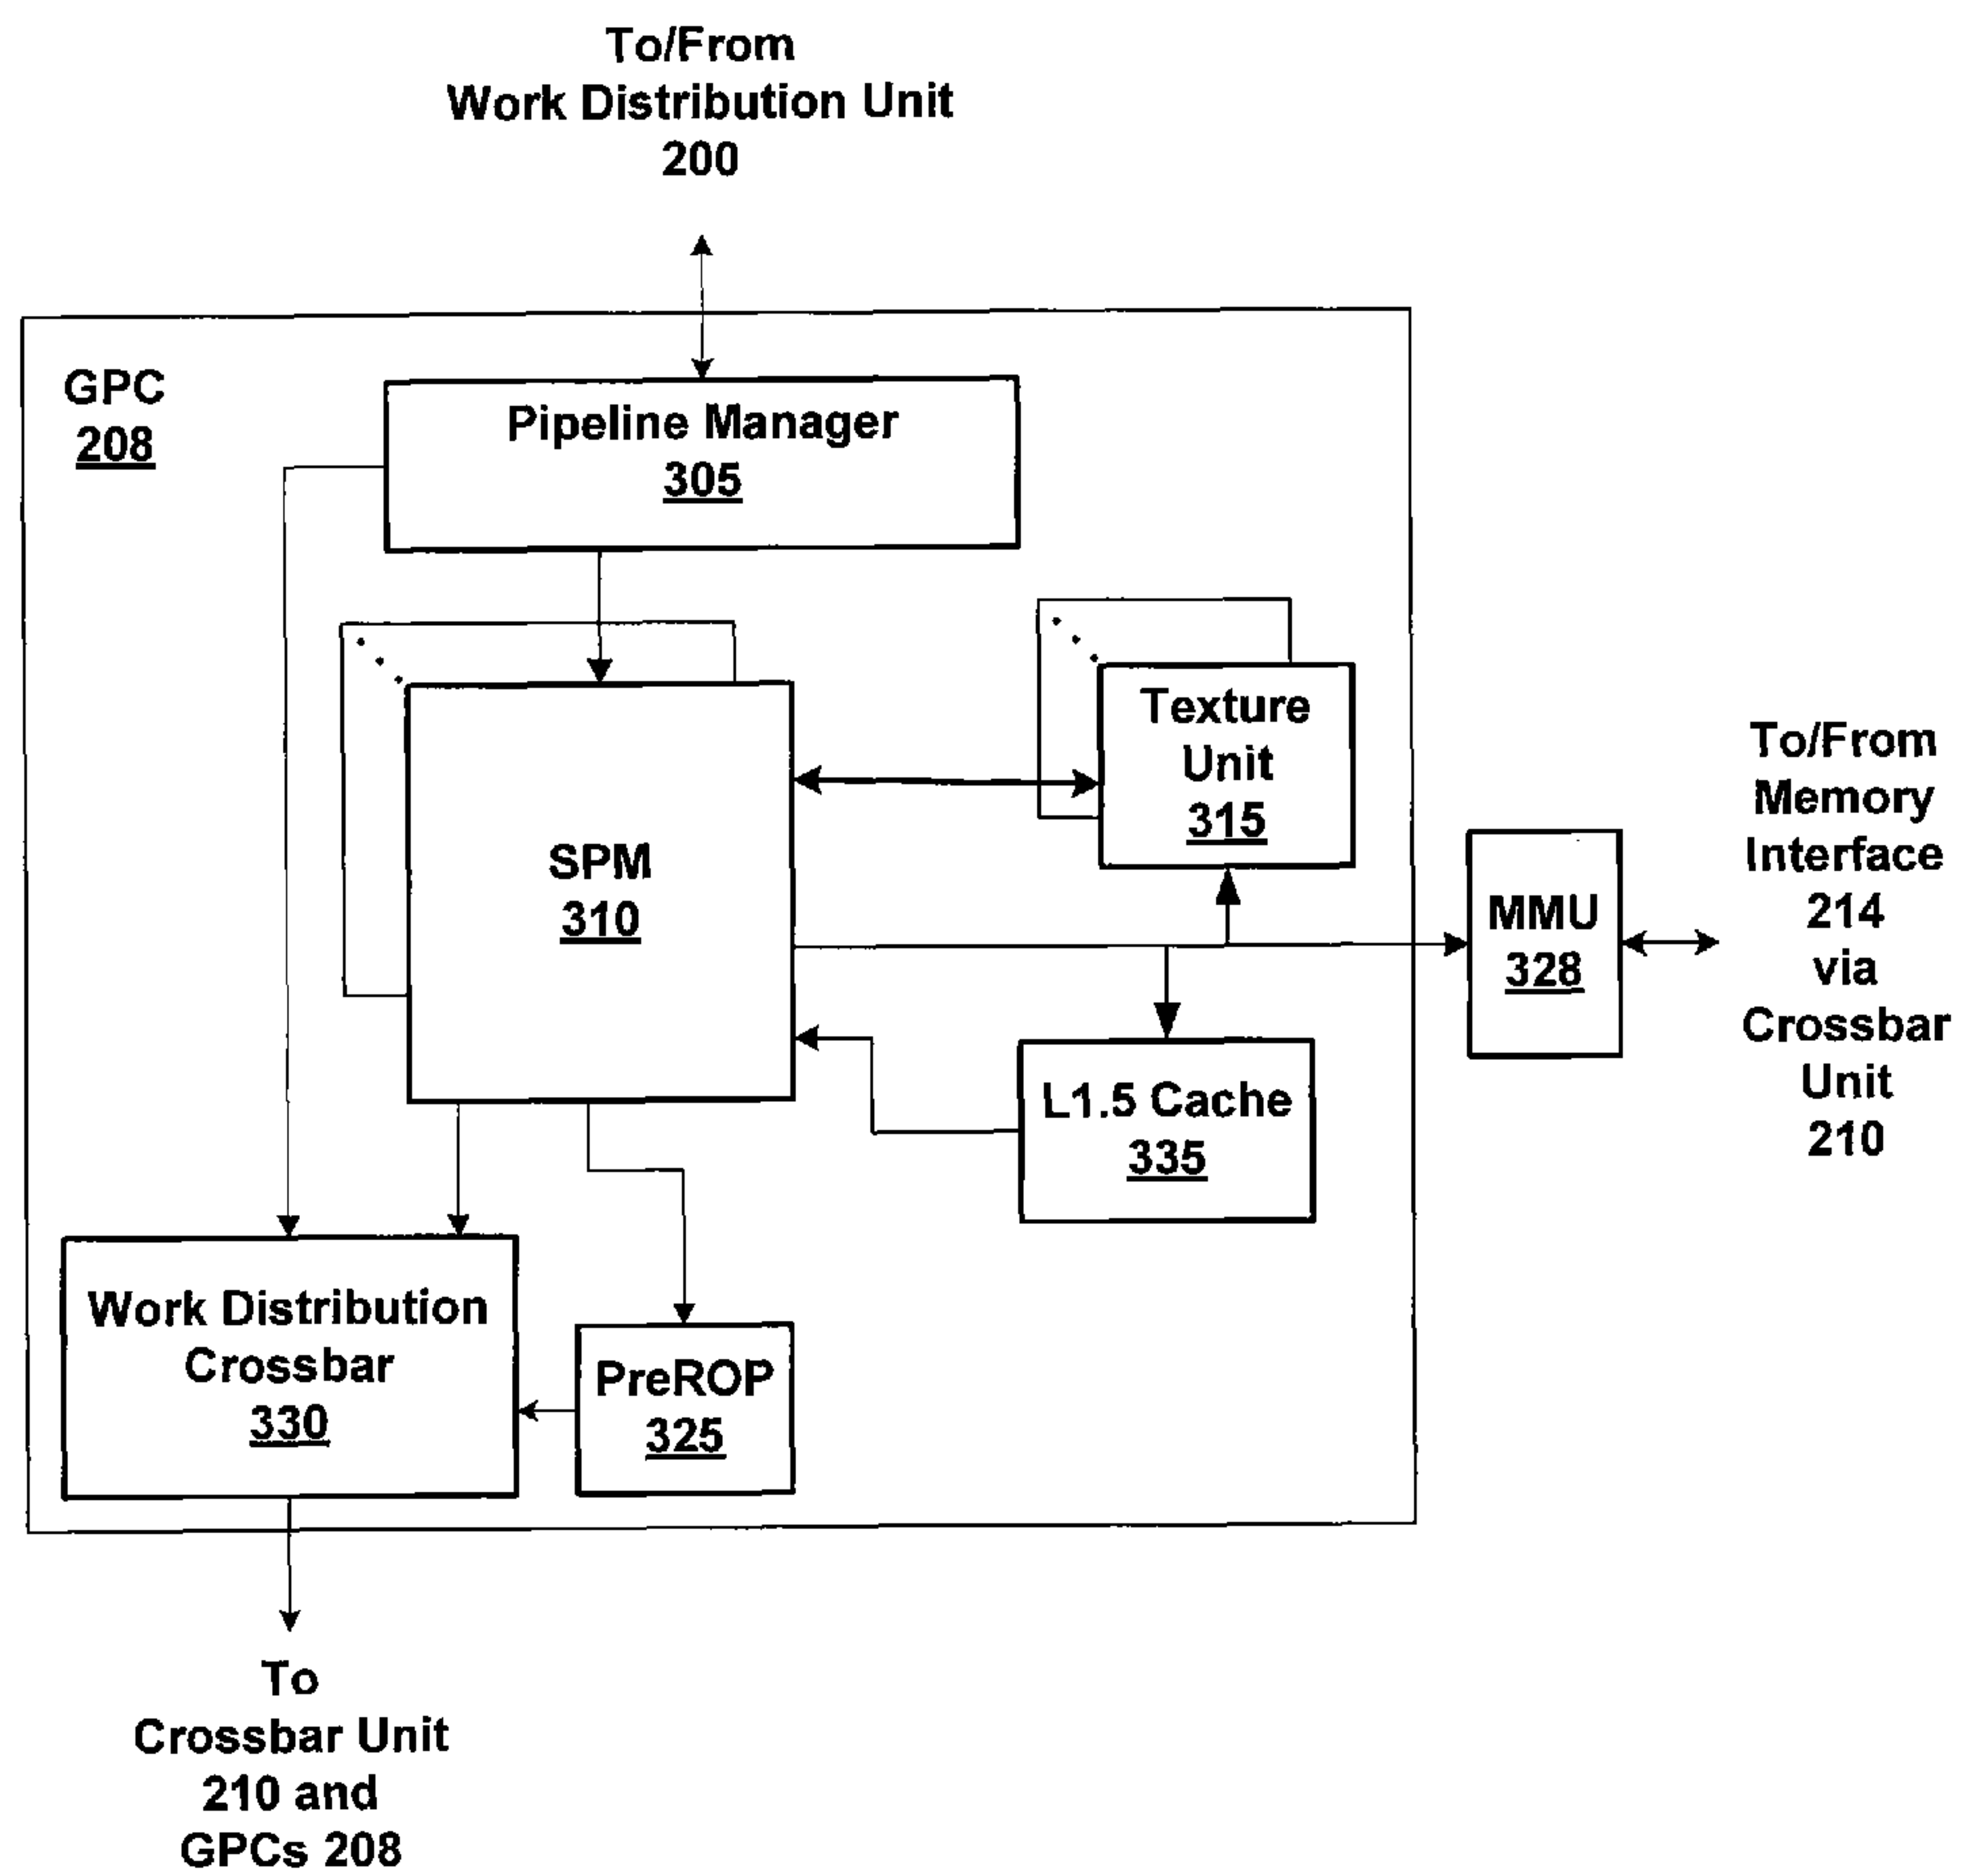 To/From
Work Distribution Unit
200
GPC
208
Pipeline Manager
305
Texture
Unit
315
SPM
310
MMU
328
To/From
Memory
Interface
214
via
Crossbar
Unit
210
L1.5 Cache
335
Work Distribution
Crossbar
330
PreROP
325
To
Crossbar Unit
210 and
GPCs 208